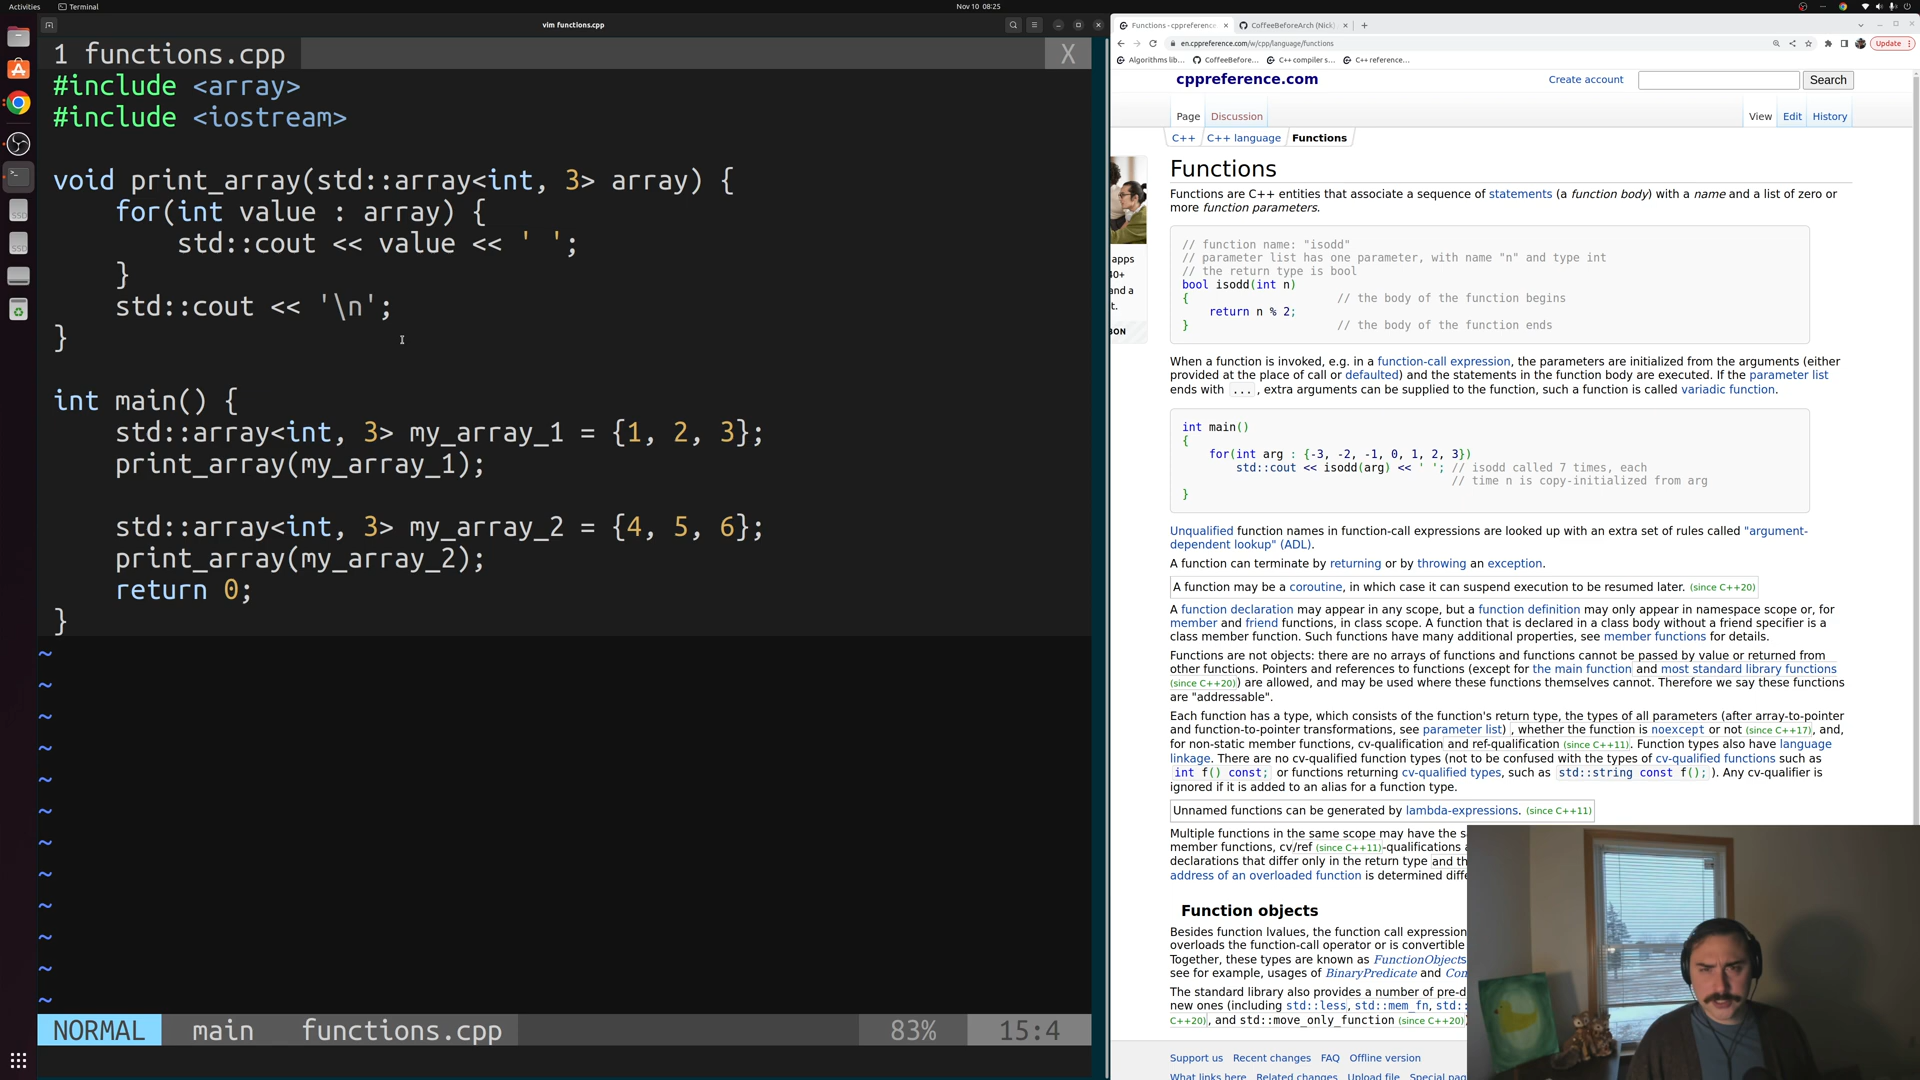 Activities
Terminal
Nov 10 08:25
vim functions.cpp
1 functions.cpp
X
#include <array>
#include <iostream>
void print_array(std::array<int, 3> array) {
for(int value : array) {
std::cout << value << ' ';
}
std::cout << '\n';
}
int main() {
std::array<int, 3> my_array_1 = {1, 2, 3};
print_array(my_array_1);
std::array<int, 3> my_array_2 = {4, 5, 6};
print_array(my_array_2);
return 0;
}
~
~
~
~
~
~
~
~
~
~
~
~
NORMAL main functions.cpp 83% 15:4
Functions - cppreference
CoffeeBeforeArch (Nick)
en.cppreference.com/w/cpp/language/functions
Update
Algorithms lib...
CoffeeBefore...
C++ compiler s...
C++ reference...
cppreference.com
Create account
Search
Page
Discussion
View
Edit
History
C++
C++ language
Functions
apps
40+
and a
t.
ON
Functions
Functions are C++ entities that associate a sequence of statements (a function body) with a name and a list of zero or
more function parameters.
// function name: "isodd"
// parameter list has one parameter, with name "n" and type int
// the return type is bool
bool isodd(int n)
{ // the body of the function begins
return n % 2;
} // the body of the function ends
When a function is invoked, e.g. in a function-call expression, the parameters are initialized from the arguments (either
provided at the place of call or defaulted) and the statements in the function body are executed. If the parameter list
ends with ..., extra arguments can be supplied to the function, such a function is called variadic function.
int main()
{
for(int arg : {-3, -2, -1, 0, 1, 2, 3})
std::cout << isodd(arg) << ' '; // isodd called 7 times, each
// time n is copy-initialized from arg
}
Unqualified function names in function-call expressions are looked up with an extra set of rules called "argument-
dependent lookup" (ADL).
A function can terminate by returning or by throwing an exception.
A function may be a coroutine, in which case it can suspend execution to be resumed later. (since C++20)
A function declaration may appear in any scope, but a function definition may only appear in namespace scope or, for
member and friend functions, in class scope. A function that is declared in a class body without a friend specifier is a
class member function. Such functions have many additional properties, see member functions for details.
Functions are not objects: there are no arrays of functions and functions cannot be passed by value or returned from
other functions. Pointers and references to functions (except for the main function and most standard library functions
(since C++20)) are allowed, and may be used where these functions themselves cannot. Therefore we say these functions
are "addressable".
Each function has a type, which consists of the function's return type, the types of all parameters (after array-to-pointer
and function-to-pointer transformations, see parameter list) , whether the function is noexcept or not (since C++17), and,
for non-static member functions, cv-qualification and ref-qualification (since C++11). Function types also have language
linkage. There are no cv-qualified function types (not to be confused with the types of cv-qualified functions such as
int f() const; or functions returning cv-qualified types, such as std::string const f(); ). Any cv-qualifier is
ignored if it is added to an alias for a function type.
Unnamed functions can be generated by lambda-expressions. (since C++11)
Multiple functions in the same scope may have the sa
member functions, cv/ref (since C++11)-qualifications a
declarations that differ only in the return type and th
address of an overloaded function is determined diffe
Function objects
Besides function lvalues, the function call expression
overloads the function-call operator or is convertible
Together, these types are known as FunctionObjects
see for example, usages of BinaryPredicate and Com
The standard library also provides a number of pre-d
new ones (including std::less, std::mem_fn, std::
C++20), and std::move_only_function (since C++20)
Support us Recent changes FAQ Offline version
What links here Related changes Upload file Special pag